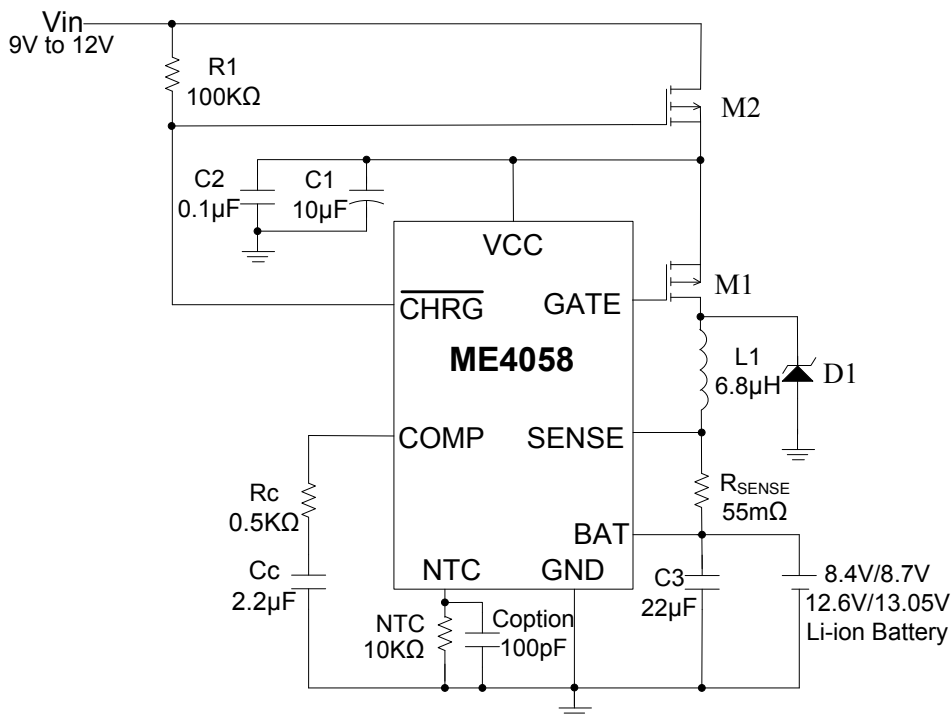 Vin
9V to 12V
R1
100KΩ
M2
C2
0.1µF
C1
10µF
VCC
CHRG
GATE
M1
ME4058
L1
6.8µH
D1
COMP
SENSE
Rc
0.5KΩ
RSENSE
55mΩ
BAT
Cc
2.2µF
NTC
GND
C3
22µF
8.4V/8.7V
12.6V/13.05V
Li-ion Battery
NTC
10KΩ
Coption
100pF